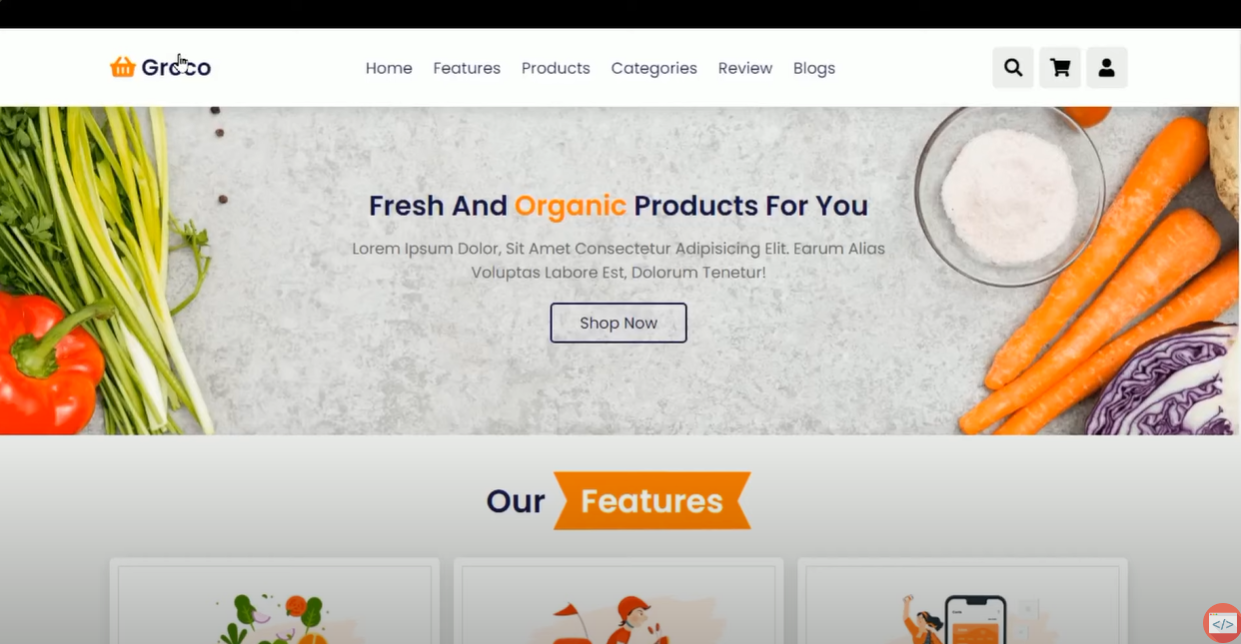 Groco
Home Features Products Categories Review Blogs
Fresh And Organic Products For You
Lorem Ipsum Dolor, Sit Amet Consectetur Adipisicing Elit. Earum Alias
Voluptas Labore Est, Dolorum Tenetur!
Shop Now
Our Features
</>